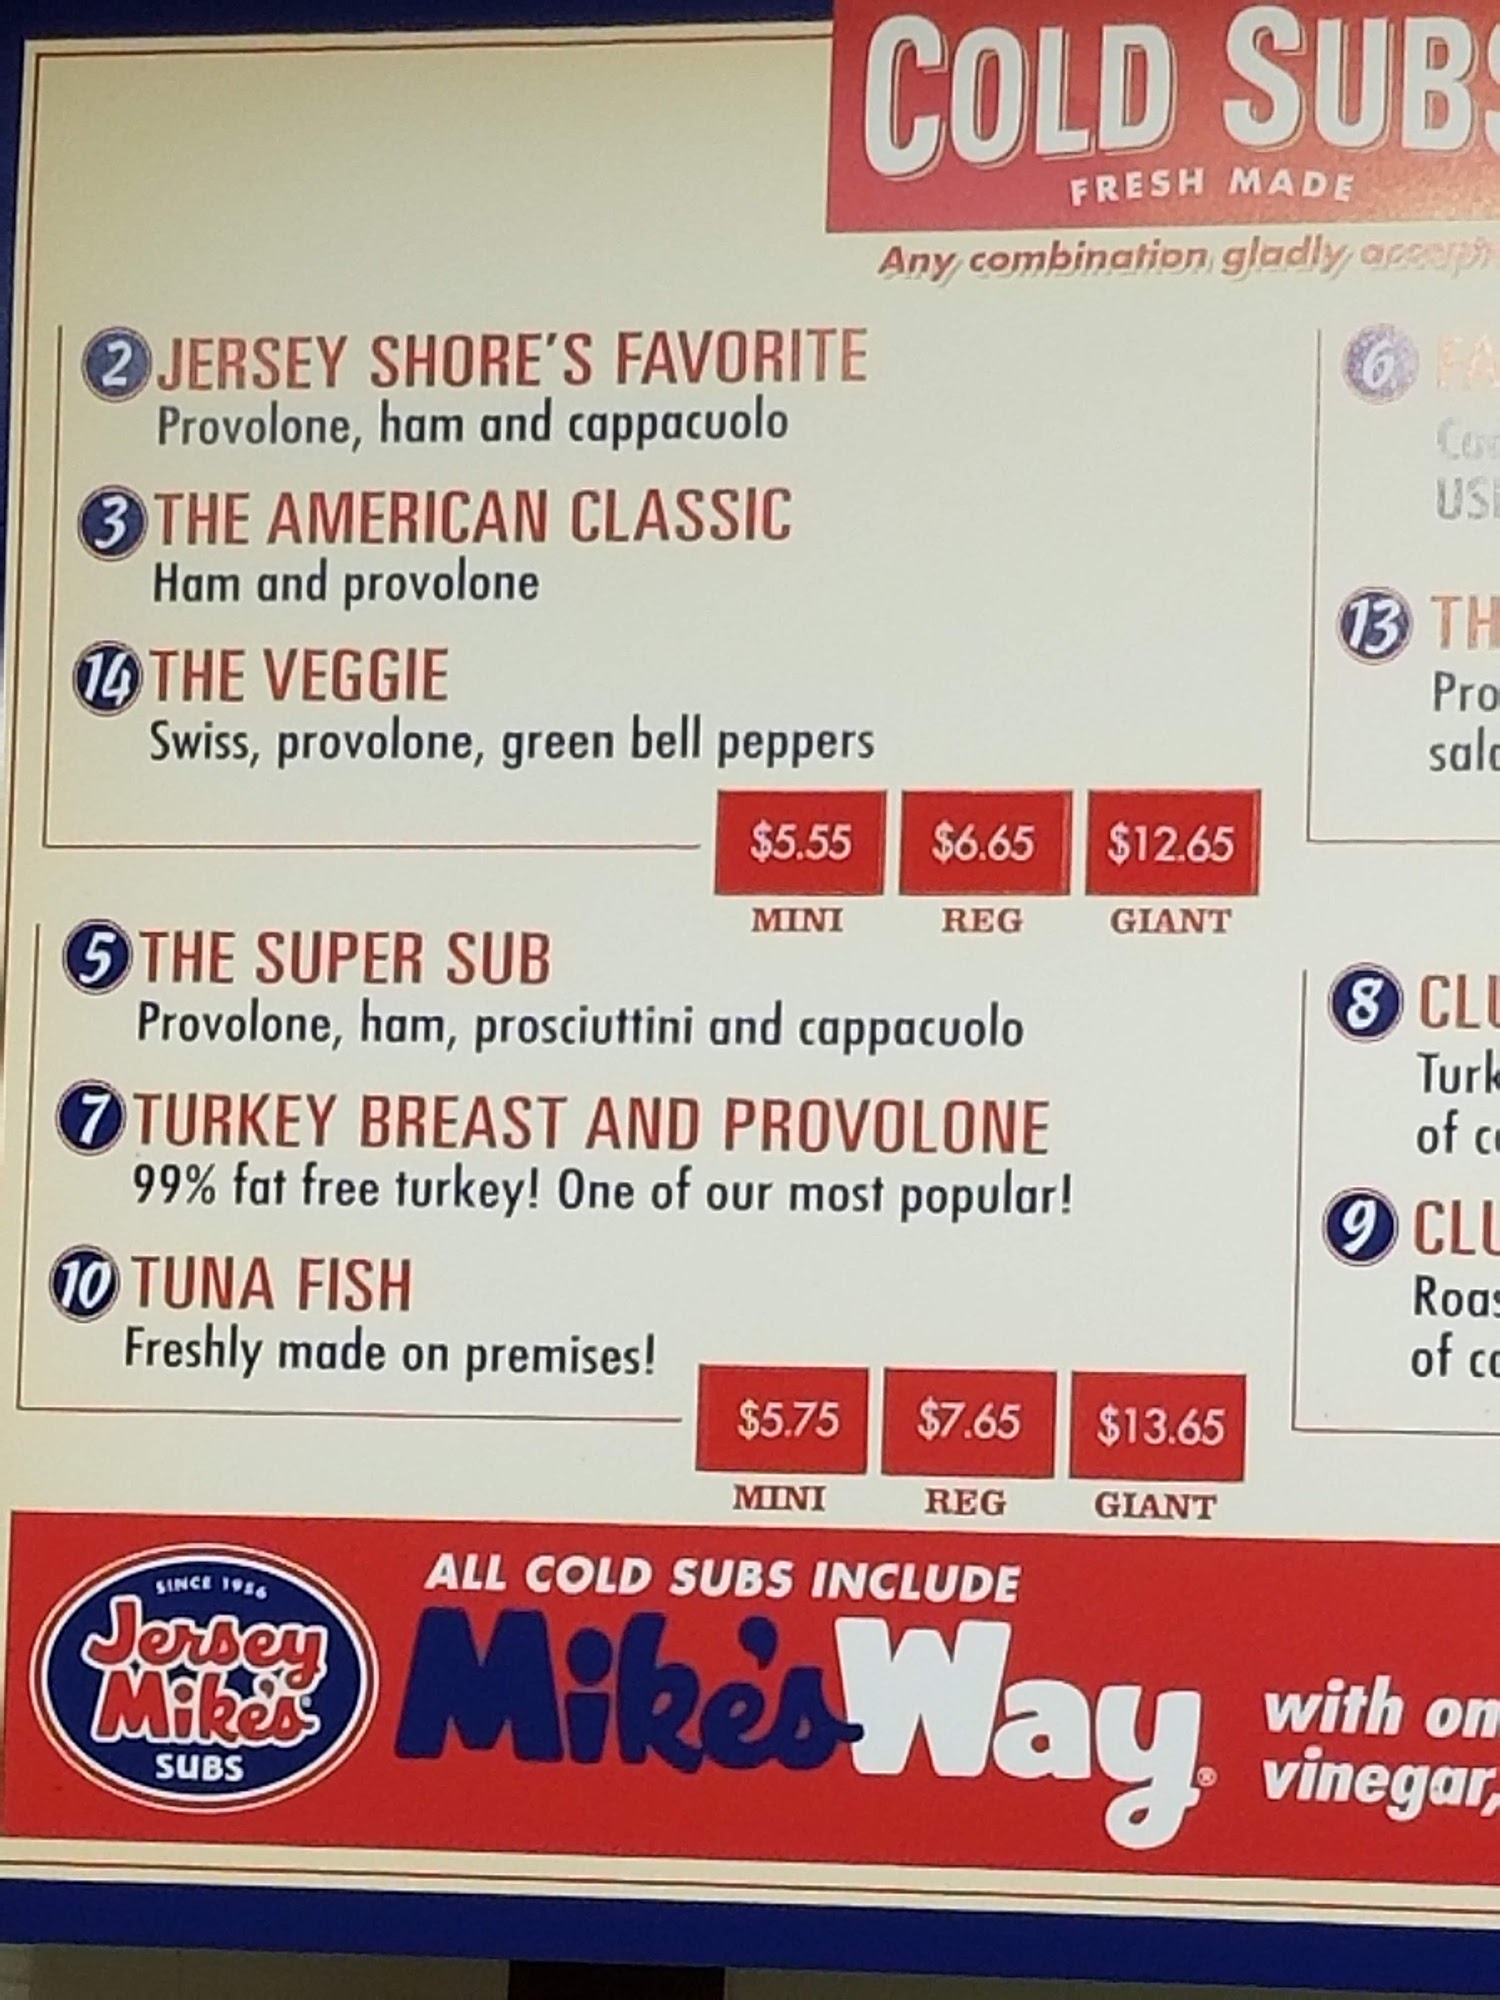 COLD SUBS
FRESH MADE
Any combination gladly
2 JERSEY SHORE'S FAVORITE
Provolone, ham and cappacuolo
3 THE AMERICAN CLASSIC
Ham and provolone
14 THE VEGGIE
Swiss, provolone, green bell peppers
$5.55 $6.65 $12.65
MINI REG GIANT
5 THE SUPER SUB
Provolone, ham, prosciuttini and cappacuolo
7 TURKEY BREAST AND PROVOLONE
99% fat free turkey! One of our most popular!
10 TUNA FISH
Freshly made on premises!
$5.75 $7.65 $13.65
MINI REG GIANT
6
13
8
9
of
SINCE 1956
Jersey
Mike's
SUBS
ALL COLD SUBS INCLUDE
Mike's Way®
with
vinegar,